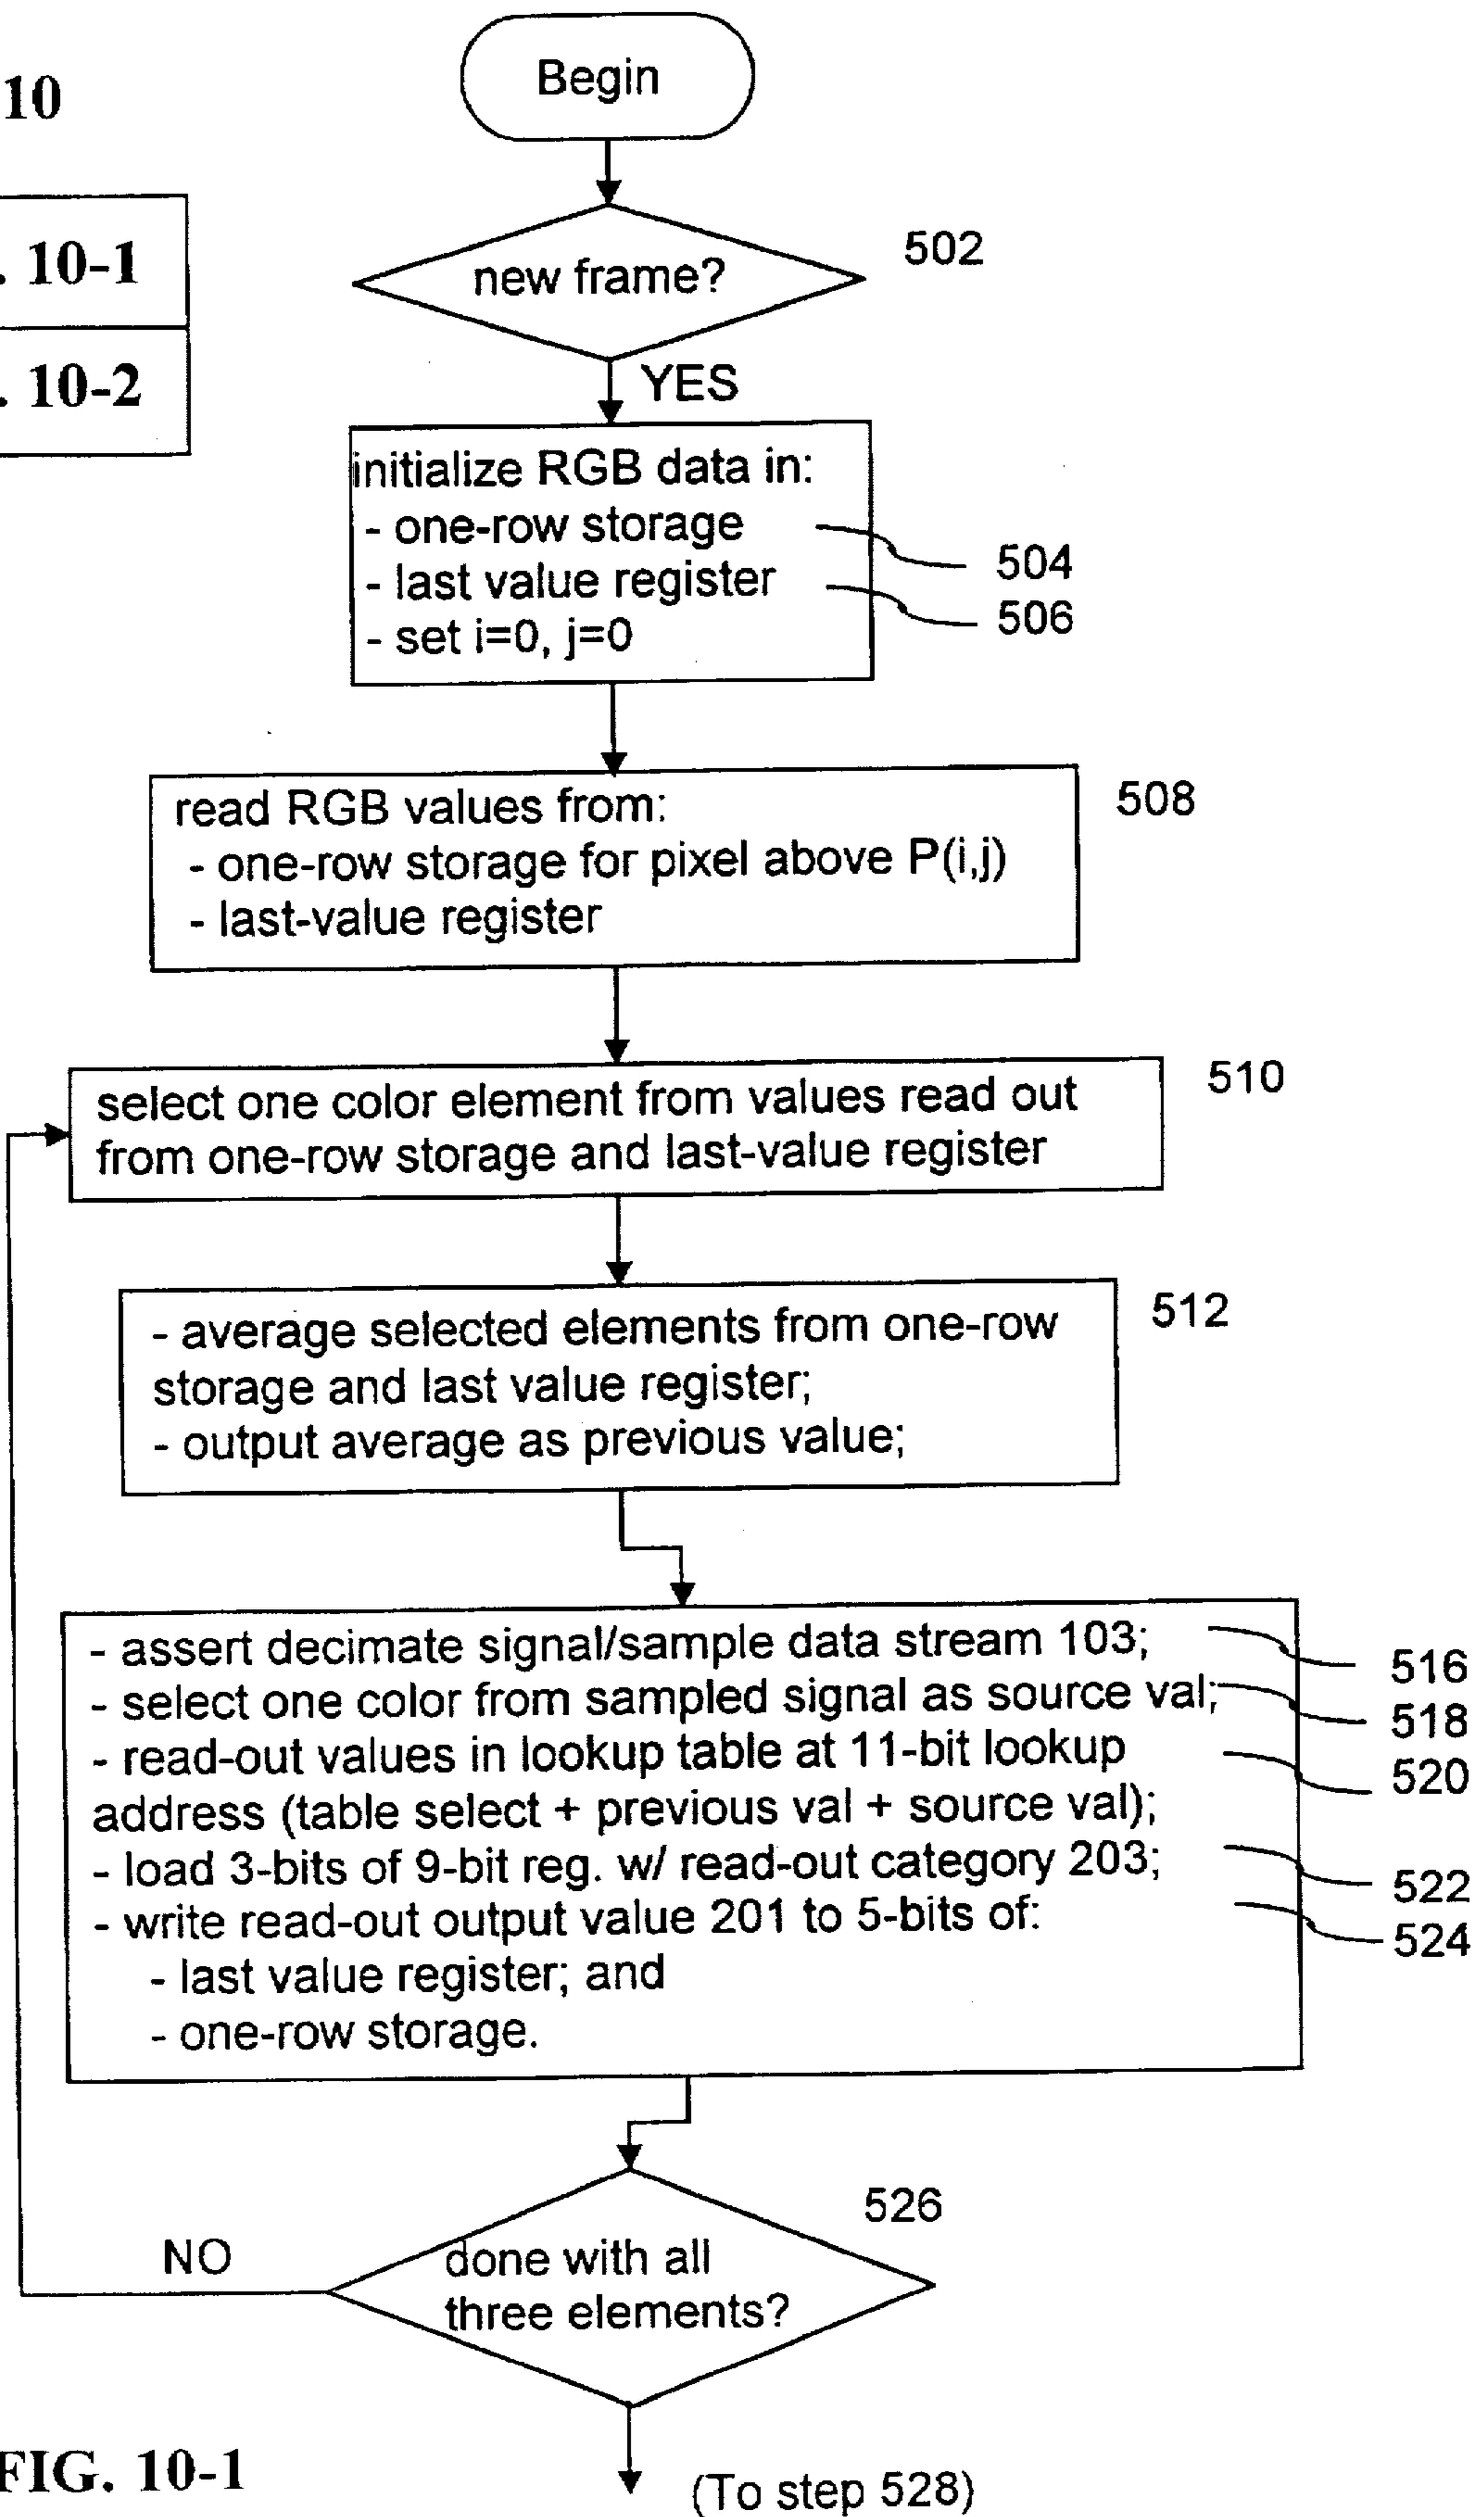 10
. 10-1
. 10-2
Begin
new frame?
502
YES
initialize RGB data in:
- one-row storage
504
- last value register
506
- set i=0, j=0
read RGB values from:
508
- one-row storage for pixel above P(i,j)
- last-value register
select one color element from values read out
510
from one-row storage and last-value register
- average selected elements from one-row
512
storage and last value register;
- output average as previous value;
- assert decimate signal/sample data stream 103;
516
- select one color from sampled signal as source val;
518
- read-out values in lookup table at 11-bit lookup
520
address (table select + previous val + source val);
- load 3-bits of 9-bit reg. w/ read-out category 203;
522
- write read-out output value 201 to 5-bits of:
524
- last value register; and
- one-row storage.
526
NO
done with all
three elements?
FIG. 10-1
(To step 528)